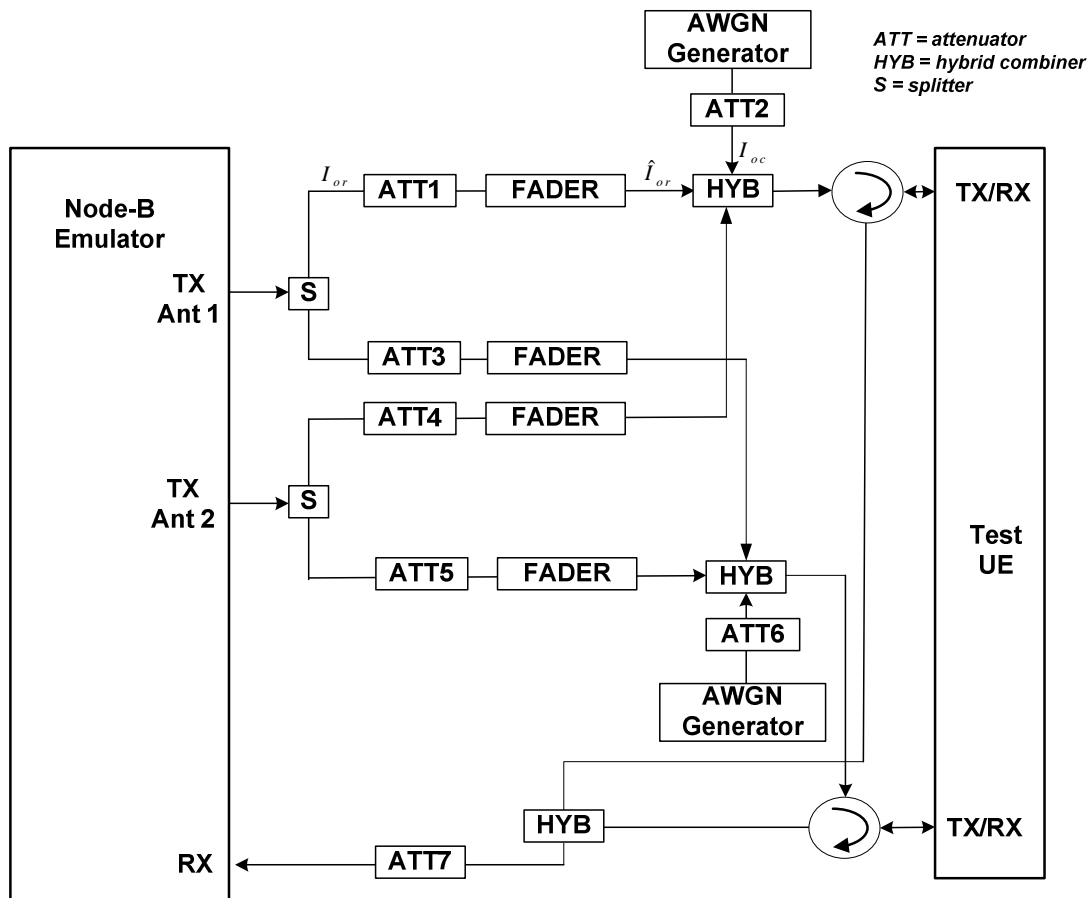 AWGN
Generator
ATT = attenuator
HYB = hybrid combiner
S = splitter
ATT2
I_oc
I_or
ATT1
FADER
Î_or
HYB
TX/RX
Node-B
Emulator
TX
Ant 1
S
ATT3
FADER
ATT4
FADER
TX
Ant 2
S
Test
UE
ATT5
FADER
HYB
ATT6
AWGN
Generator
HYB
TX/RX
RX
ATT7